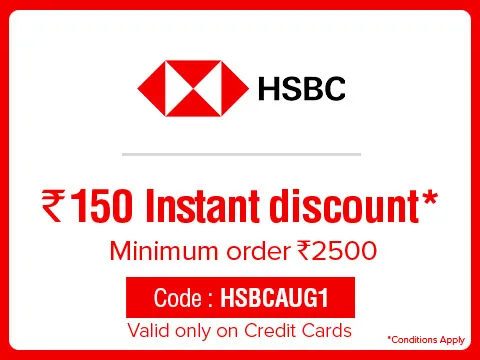 HSBC
₹150 Instant discount*
Minimum order ₹2500
Code : HSBCAUG1
Valid only on Credit Cards
*Conditions Apply